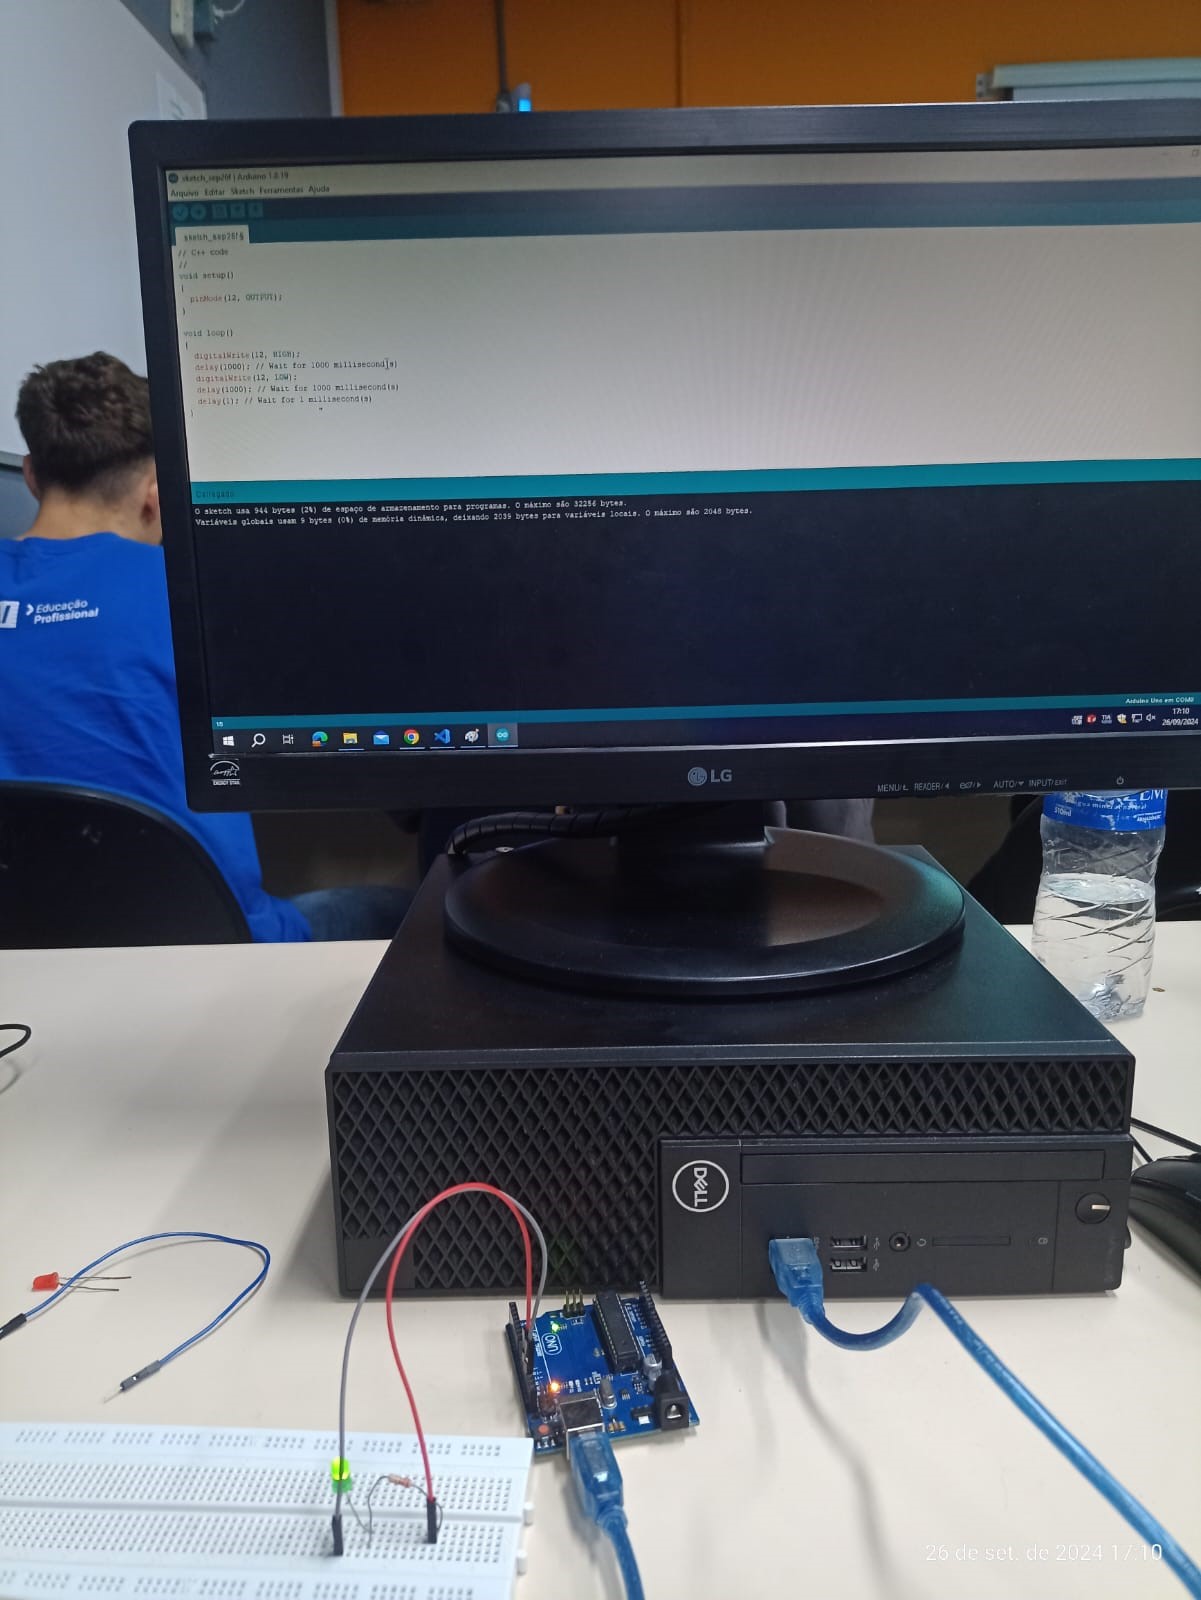 sketch_sep26f | Arduino 1.8.19
Arquivo Editar Sketch Ferramentas Ajuda
sketch_sep26f§
// C++ code
//
void setup()
{
pinMode(12, OUTPUT);
}
void loop()
{
digitalWrite(12, HIGH);
delay(1000); // Wait for 1000 millisecond(s)
digitalWrite(12, LOW);
delay(1000); // Wait for 1000 millisecond(s)
delay(1); // Wait for 1 millisecond(s)
}
Carregado
O sketch usa 944 bytes (2%) de espaço de armazenamento para programas. O máximo são 32256 bytes.
Variáveis globais usam 9 bytes (0%) de memória dinâmica, deixando 2039 bytes para variáveis locais. O máximo são 2048 bytes.
Educação
Profissional
15
17:10
26/09/2024
ENERGY STAR
LG
MENU READER AUTO INPUT/EXIT
DELL
UNO
26 de set. de 2024 17:10